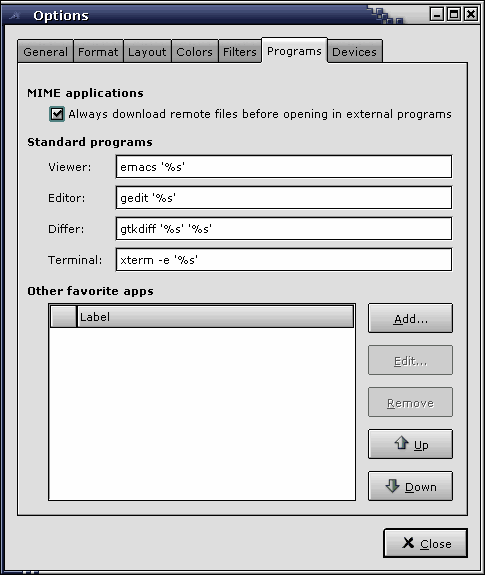 Options
General Format Layout Colors Filters Programs Devices
MIME applications
Always download remote files before opening in external programs
Standard programs
Viewer: emacs '%s'
Editor: gedit '%s'
Differ: gtkdiff '%s' '%s'
Terminal: xterm -e '%s'
Other favorite apps
Label
Add...
Edit...
Remove
Up
Down
Close